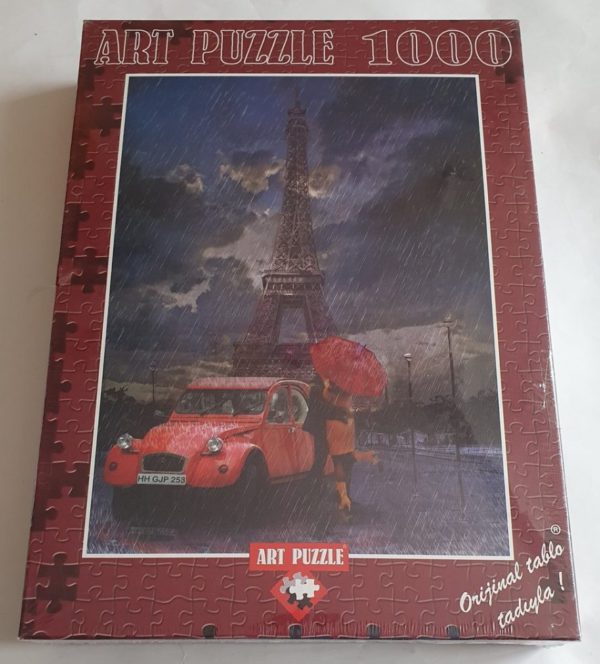 ART PUZZLE 1000
HH GJP 253
ART PUZZLE
Orijinal tablo ®
tadıyla !